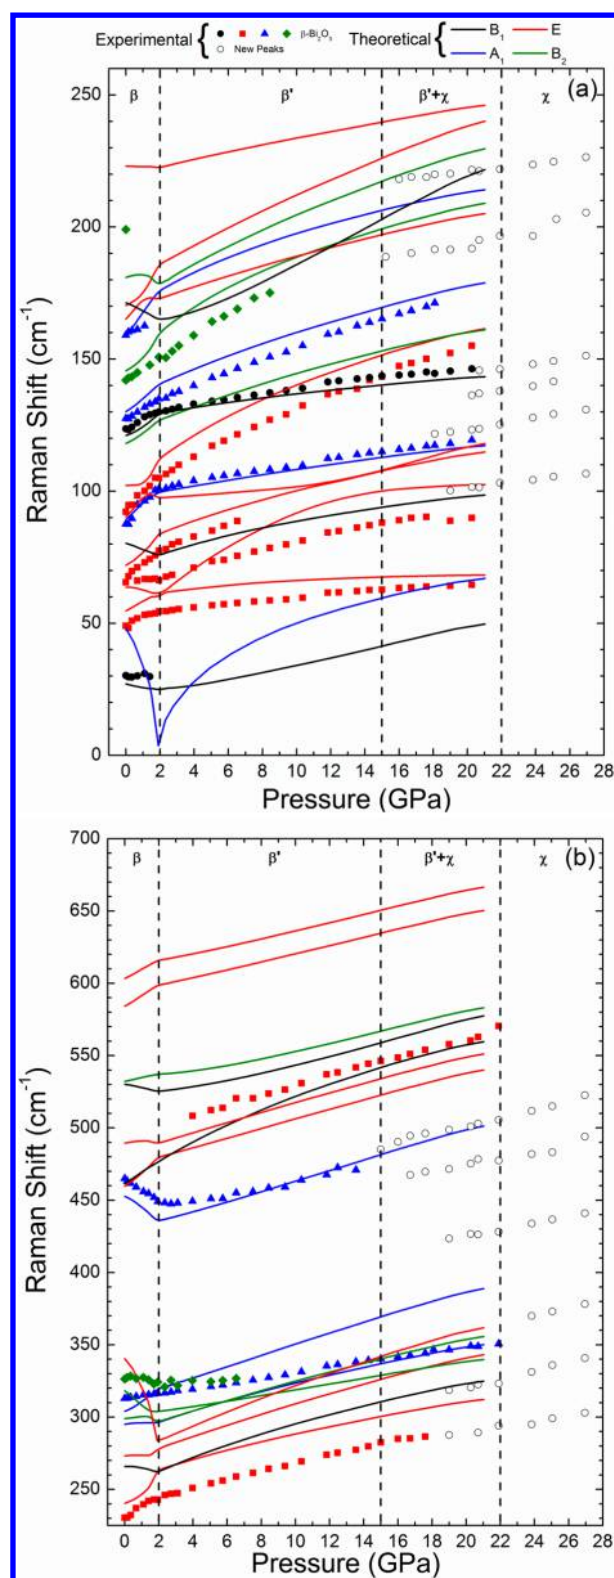 Experimental { β-Bi₂O₃ Theoretical { B₁ E
New Peaks A₁ B₂
β β' β'+χ χ (a)
250
200
150
100
50
0
Raman Shift (cm⁻¹)
0 2 4 6 8 10 12 14 16 18 20 22 24 26 28
Pressure (GPa)
β β' β'+χ χ (b)
700
650
600
550
500
450
400
350
300
250
Raman Shift (cm⁻¹)
0 2 4 6 8 10 12 14 16 18 20 22 24 26 28
Pressure (GPa)